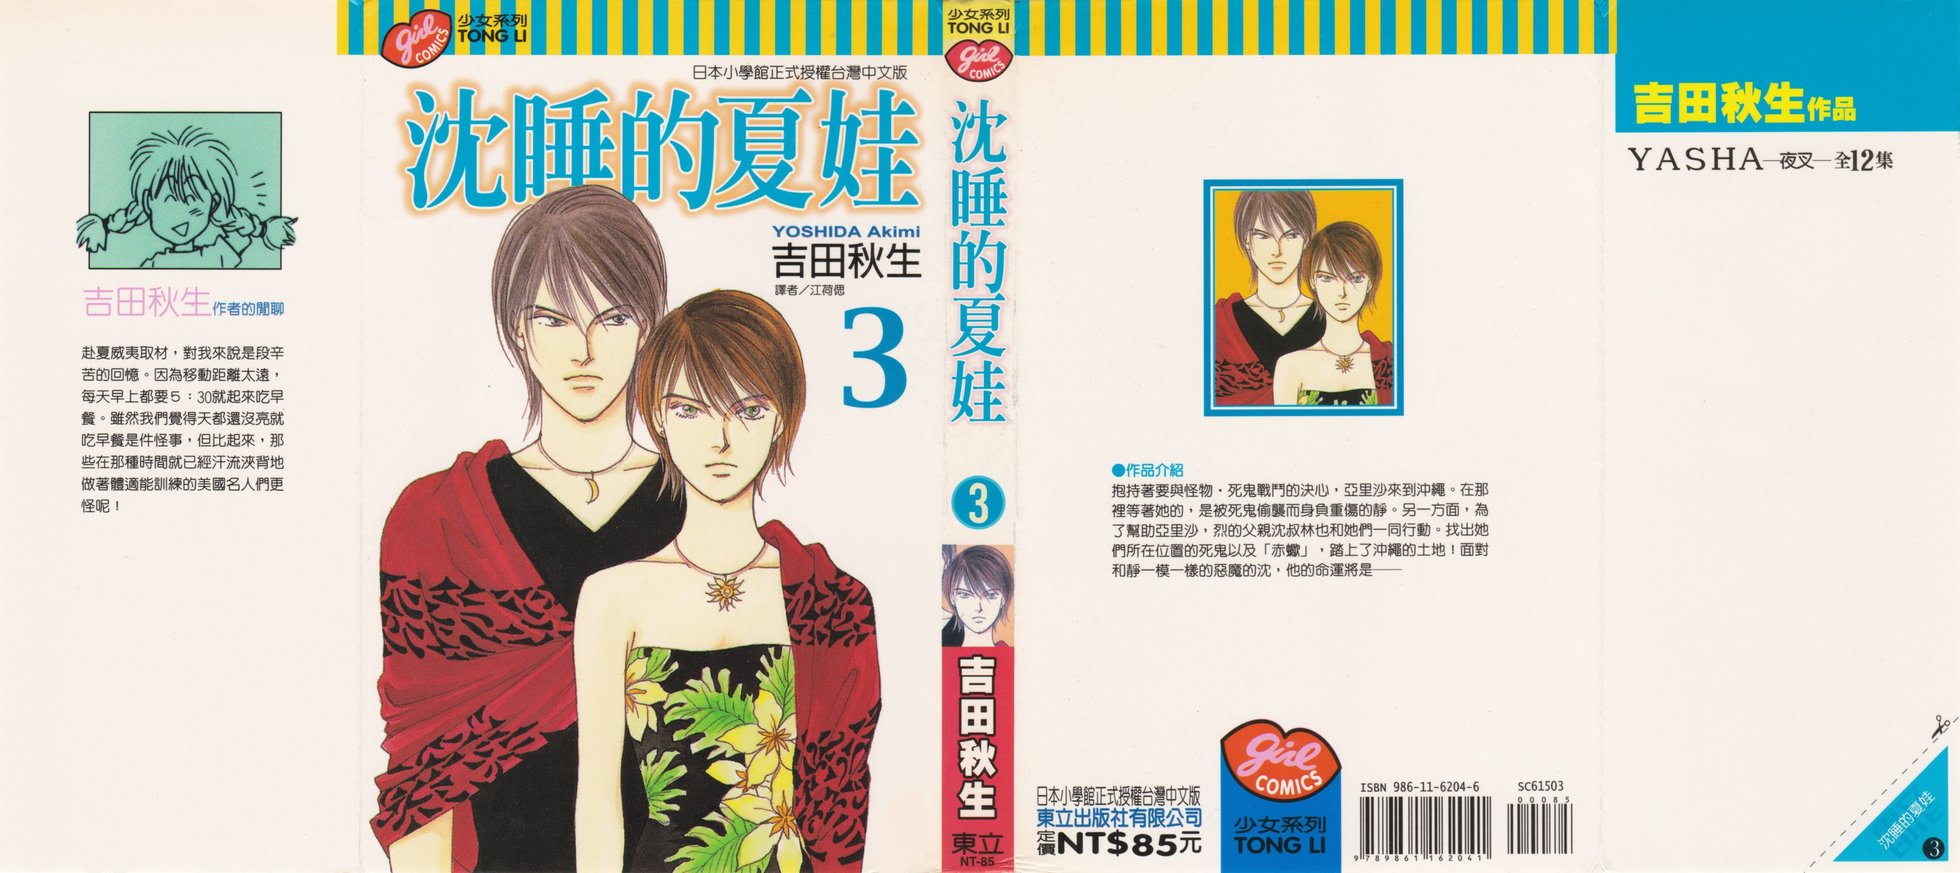 吉田秋生作者的閒聊
赴夏威夷取材，對我來說是段辛
苦的回憶。因為移動距離太遠，
每天早上都要5：30就起來吃早
餐。雖然我們覺得天都還沒亮就
吃早餐是件怪事，但比起來，那
些在那種時間就已經汗流浹背地
做著體適能訓練的美國名人們更
怪呢！
girl
COMICS
少女系列
TONG LI
日本小學館正式授權台灣中文版
沈睡的夏娃
YOSHIDA Akimi
吉田秋生
譯者／江荷偲
3
少女系列
TONG LI
girl
COMICS
沈睡的夏娃
3
吉田秋生
東立
NT-85
●作品介紹
抱持著要與怪物．死鬼戰鬥的決心，亞里沙來到沖繩。在那
裡等著她的，是被死鬼偷襲而身負重傷的靜。另一方面，為
了幫助亞里沙，烈的父親沈叔林也和她們一同行動。找出她
們所在位置的死鬼以及「赤蠍」，踏上了沖繩的土地！面對
和靜一模一樣的惡魔的沈，他的命運將是——
日本小學館正式授權台灣中文版
東立出版社有限公司
定價NT$85元
girl
COMICS
少女系列
TONG LI
ISBN 986-11-6204-6
9789861162041
SC61503
00085
吉田秋生作品
YASHA—夜叉—全12集
沈睡的夏娃
3